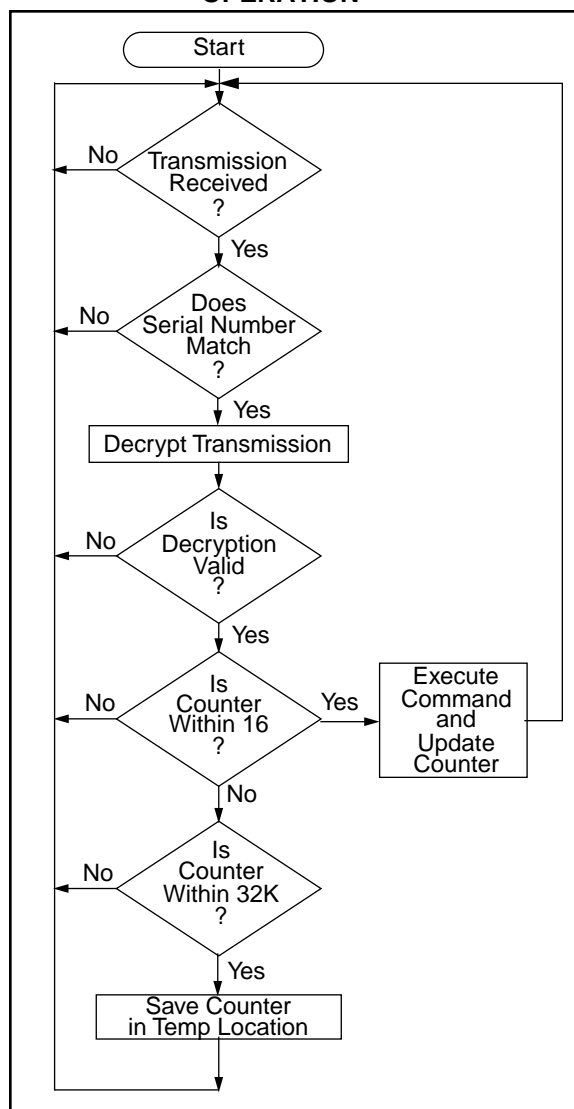 OPERATION
Start
No
Transmission
Received
?
Yes
No
Does
Serial Number
Match
?
Yes
Decrypt Transmission
No
Is
Decryption
Valid
?
Yes
No
Is
Counter
Within 16
?
Yes
Execute
Command
and
Update
Counter
No
No
Is
Counter
Within 32K
?
Yes
Save Counter
in Temp Location